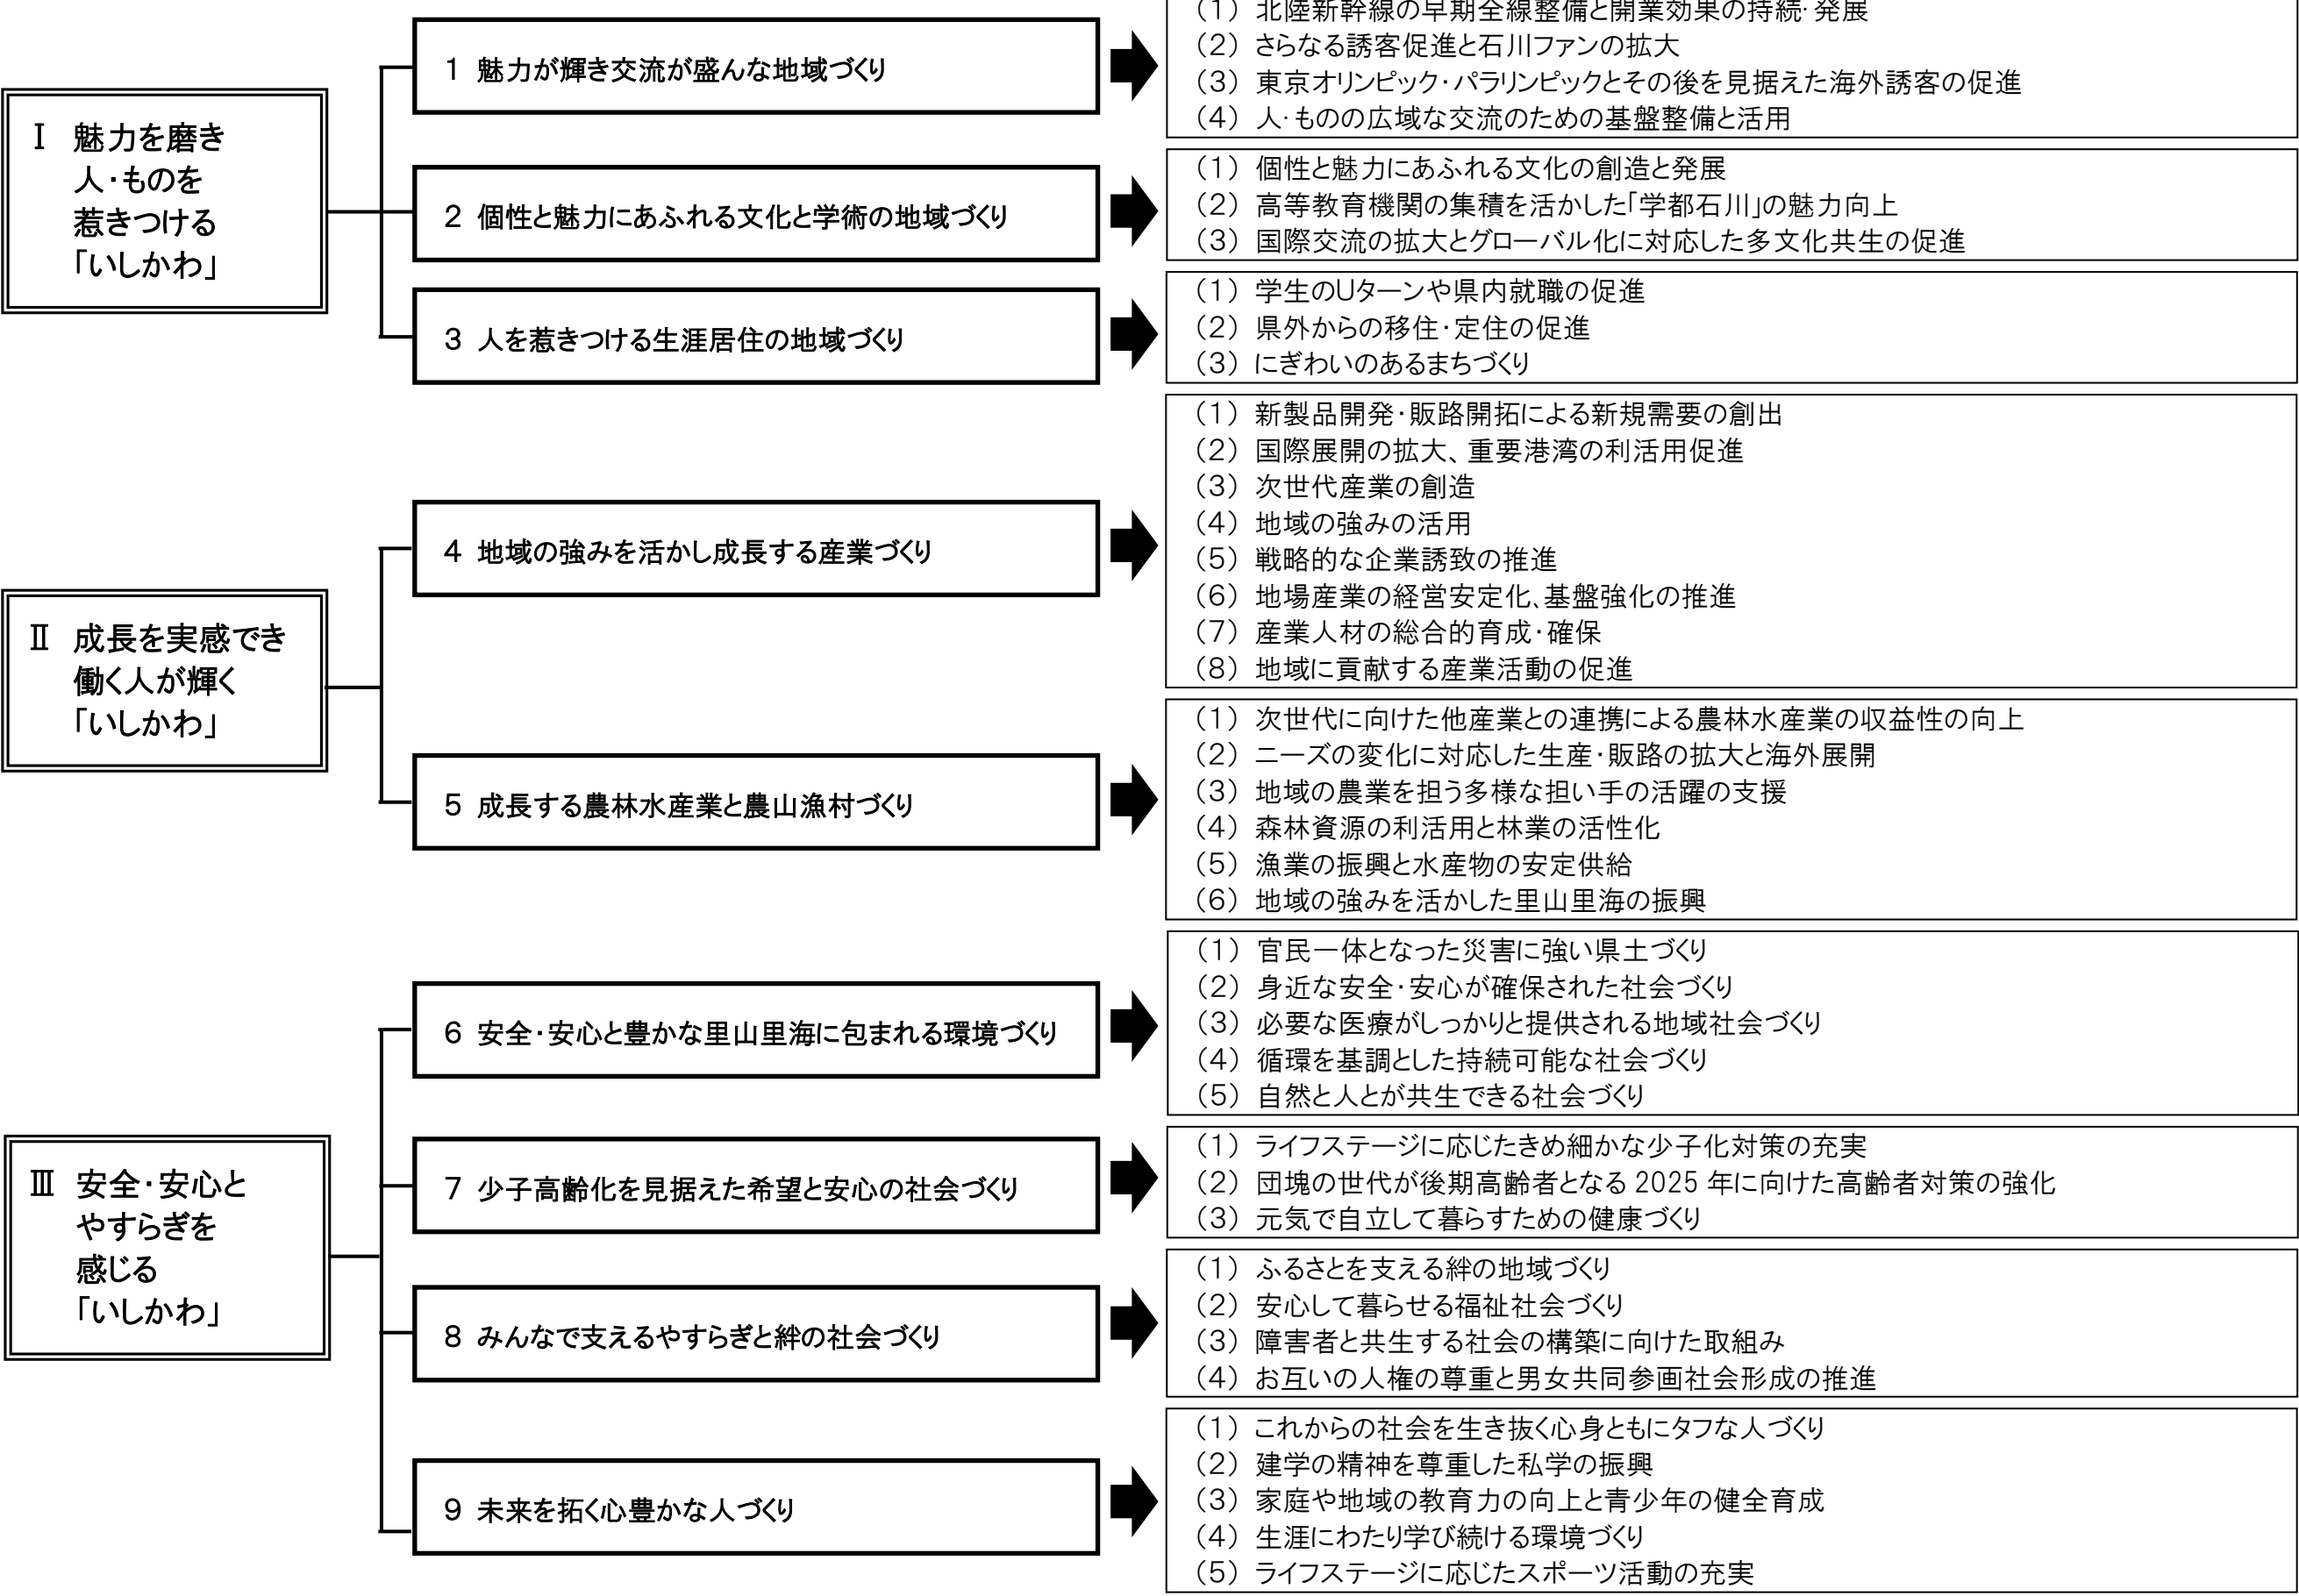 Ⅰ 魅力を磨き
人・ものを
惹きつける
「いしかわ」
1 魅力が輝き交流が盛んな地域づくり
(1) 北陸新幹線の早期全線整備と開業効果の持続・発展
(2) さらなる誘客促進と石川ファンの拡大
(3) 東京オリンピック・パラリンピックとその後を見据えた海外誘客の促進
(4) 人・ものの広域な交流のための基盤整備と活用
2 個性と魅力にあふれる文化と学術の地域づくり
(1) 個性と魅力にあふれる文化の創造と発展
(2) 高等教育機関の集積を活かした「学都石川」の魅力向上
(3) 国際交流の拡大とグローバル化に対応した多文化共生の促進
3 人を惹きつける生涯居住の地域づくり
(1) 学生のUターンや県内就職の促進
(2) 県外からの移住・定住の促進
(3) にぎわいのあるまちづくり
Ⅱ 成長を実感でき
働く人が輝く
「いしかわ」
4 地域の強みを活かし成長する産業づくり
(1) 新製品開発・販路開拓による新規需要の創出
(2) 国際展開の拡大、重要港湾の利活用促進
(3) 次世代産業の創造
(4) 地域の強みの活用
(5) 戦略的な企業誘致の推進
(6) 地場産業の経営安定化、基盤強化の推進
(7) 産業人材の総合的育成・確保
(8) 地域に貢献する産業活動の促進
5 成長する農林水産業と農山漁村づくり
(1) 次世代に向けた他産業との連携による農林水産業の収益性の向上
(2) ニーズの変化に対応した生産・販路の拡大と海外展開
(3) 地域の農業を担う多様な担い手の活躍の支援
(4) 森林資源の利活用と林業の活性化
(5) 漁業の振興と水産物の安定供給
(6) 地域の強みを活かした里山里海の振興
Ⅲ 安全・安心と
やすらぎを
感じる
「いしかわ」
6 安全・安心と豊かな里山里海に包まれる環境づくり
(1) 官民一体となった災害に強い県土づくり
(2) 身近な安全・安心が確保された社会づくり
(3) 必要な医療がしっかりと提供される地域社会づくり
(4) 循環を基調とした持続可能な社会づくり
(5) 自然と人とが共生できる社会づくり
7 少子高齢化を見据えた希望と安心の社会づくり
(1) ライフステージに応じたきめ細かな少子化対策の充実
(2) 団塊の世代が後期高齢者となる 2025 年に向けた高齢者対策の強化
(3) 元気で自立して暮らすための健康づくり
8 みんなで支えるやすらぎと絆の社会づくり
(1) ふるさとを支える絆の地域づくり
(2) 安心して暮らせる福祉社会づくり
(3) 障害者と共生する社会の構築に向けた取組み
(4) お互いの人権の尊重と男女共同参画社会形成の推進
9 未来を拓く心豊かな人づくり
(1) これからの社会を生き抜く心身ともにタフな人づくり
(2) 建学の精神を尊重した私学の振興
(3) 家庭や地域の教育力の向上と青少年の健全育成
(4) 生涯にわたり学び続ける環境づくり
(5) ライフステージに応じたスポーツ活動の充実